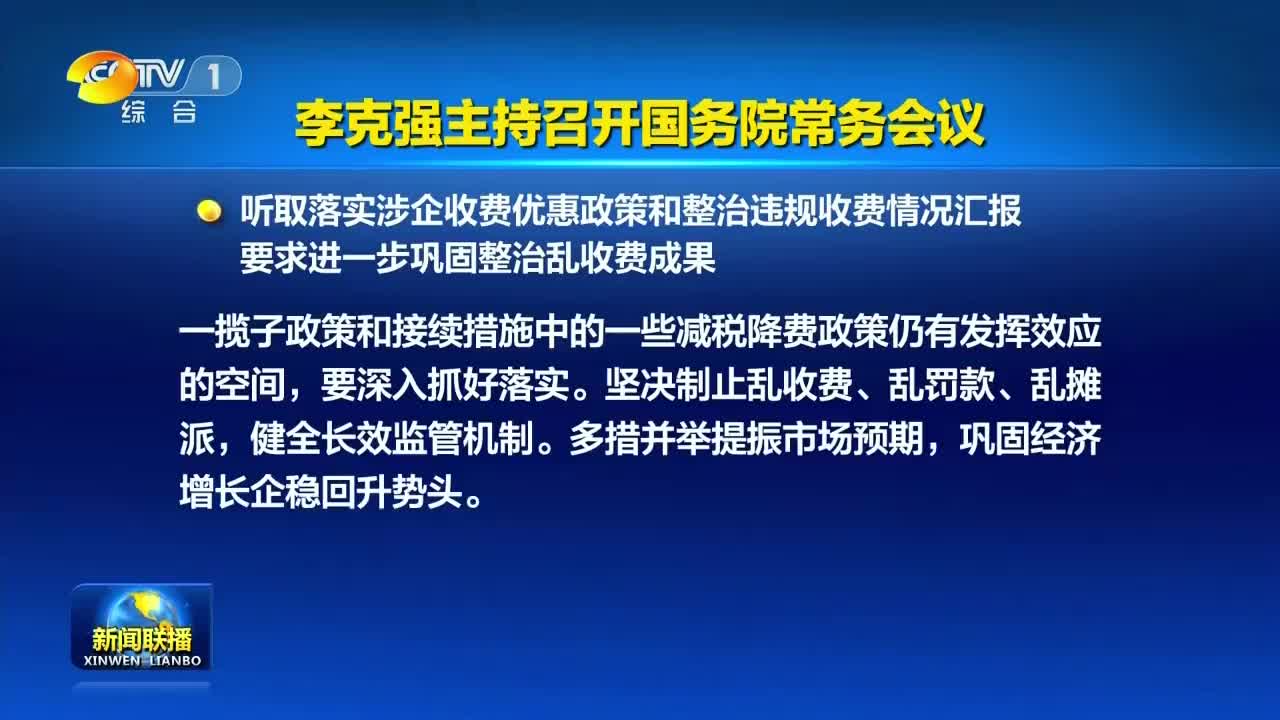 CCTV 1
综合
李克强主持召开国务院常务会议
听取落实涉企收费优惠政策和整治违规收费情况汇报
要求进一步巩固整治乱收费成果
一揽子政策和接续措施中的一些减税降费政策仍有发挥效应
的空间，要深入抓好落实。坚决制止乱收费、乱罚款、乱摊
派，健全长效监管机制。多措并举提振市场预期，巩固经济
增长企稳回升势头。
新闻联播
XINWEN LIANBO